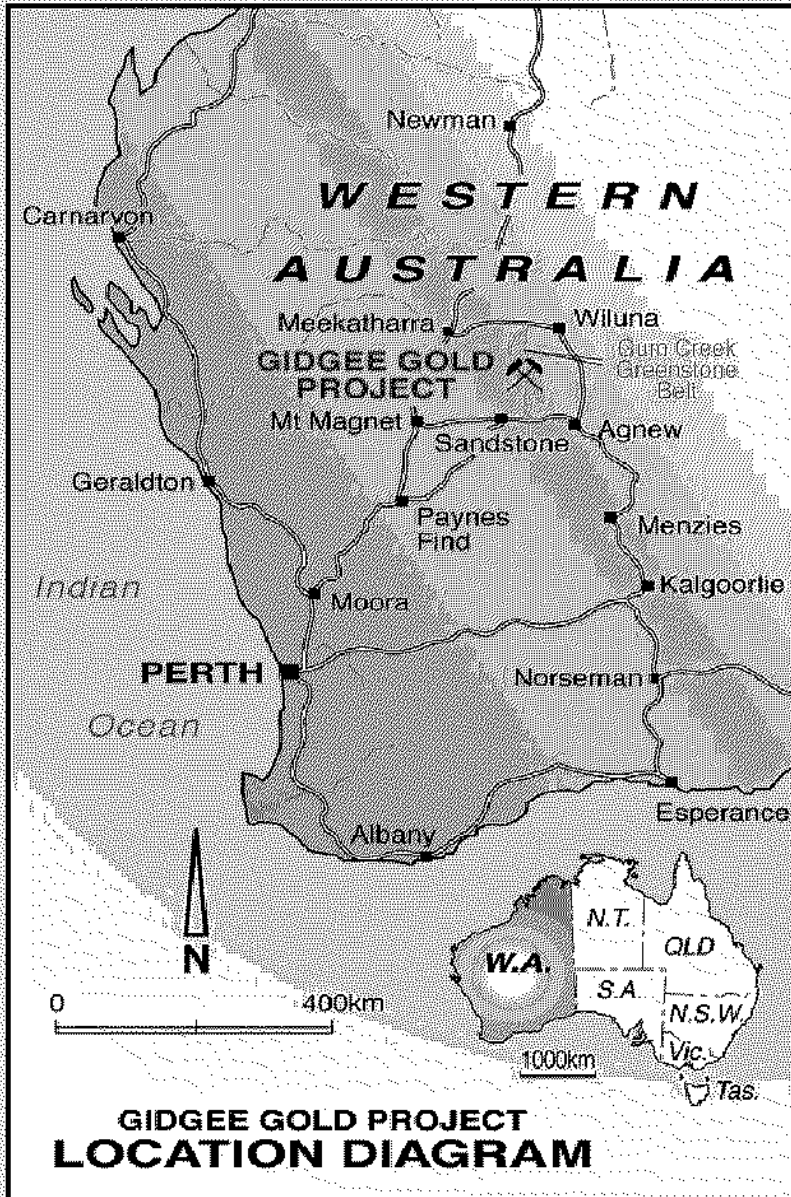 Newman
WESTERN
Carnarvon
AUSTRALIA
Meekatharra
Wiluna
GIDGEE GOLD
PROJECT
Gum Creek
Greenstone
Belt
Mt Magnet
Sandstone
Agnew
Geraldton
Paynes
Find
Menzies
Indian
Moora
Kalgoorlie
PERTH
Norseman
Ocean
Esperance
Albany
N
N.T.
QLD
W.A.
S.A.
N.S.W.
Vic.
Tas.
0 400km
1000km
GIDGEE GOLD PROJECT
LOCATION DIAGRAM